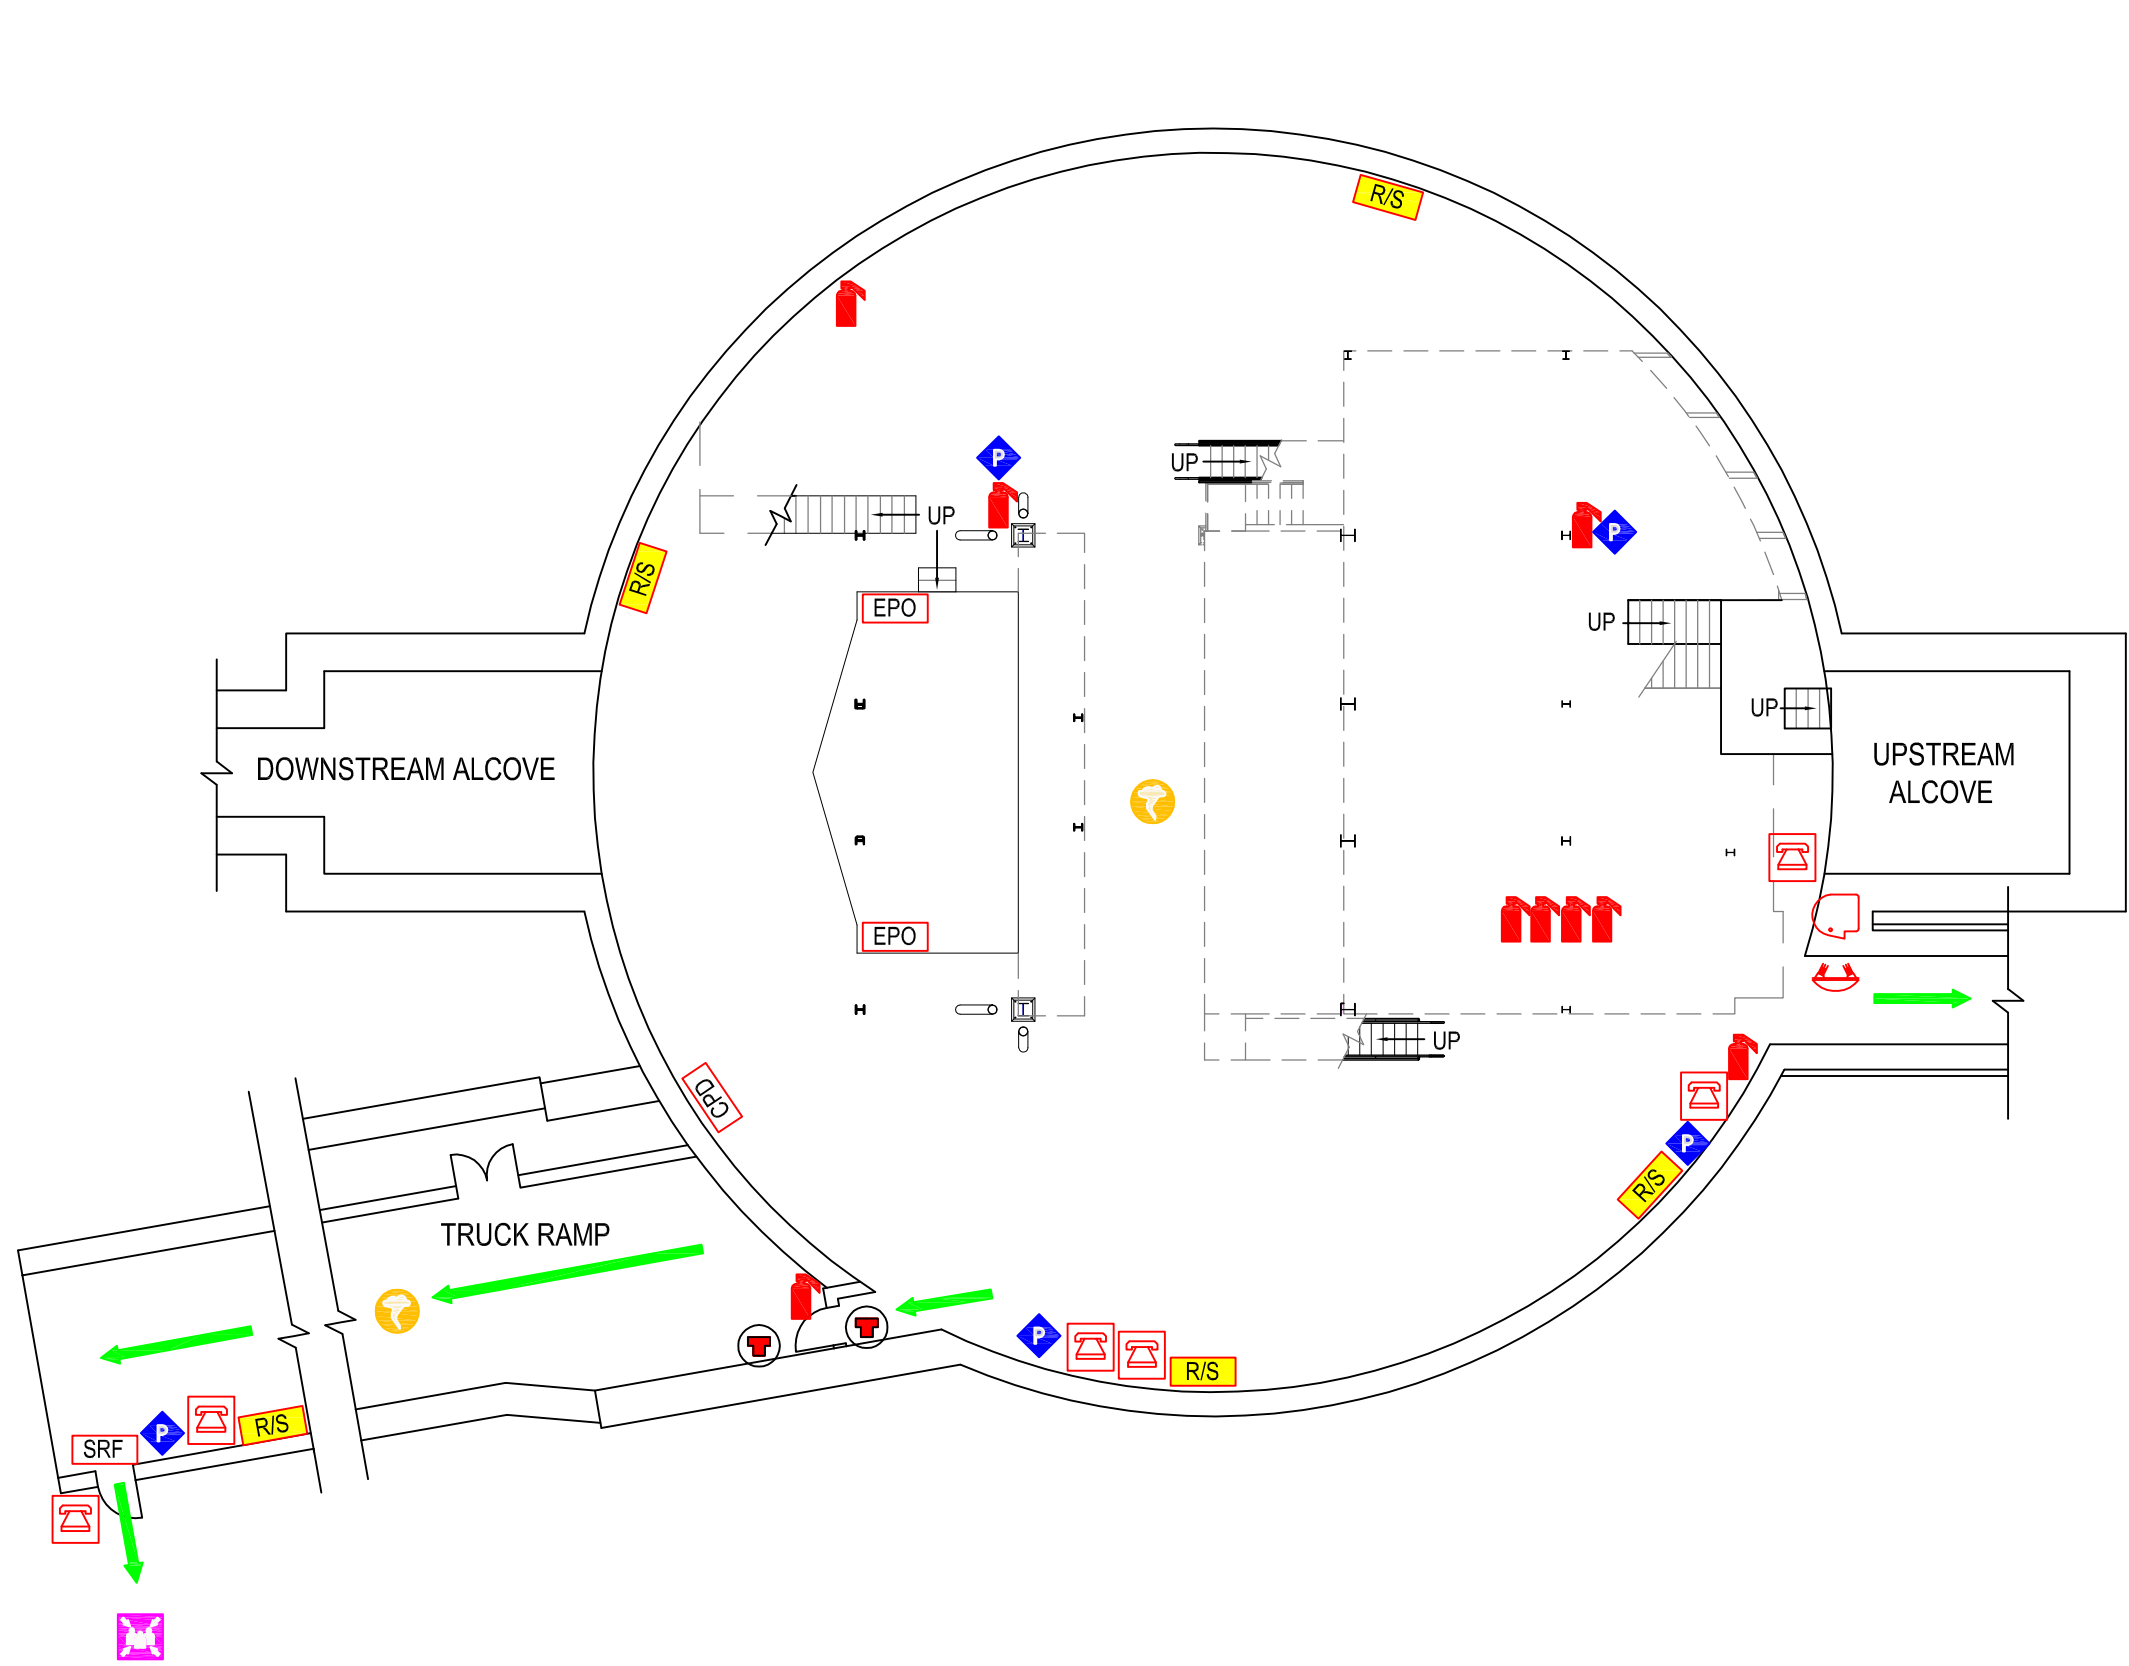 R/S
P
UP
UP
P
R/S
EPO
UP
UP
DOWNSTREAM ALCOVE
UPSTREAM
ALCOVE
EPO
UP
CPD
P
R/S
TRUCK RAMP
P
R/S
R/S
P
SRF